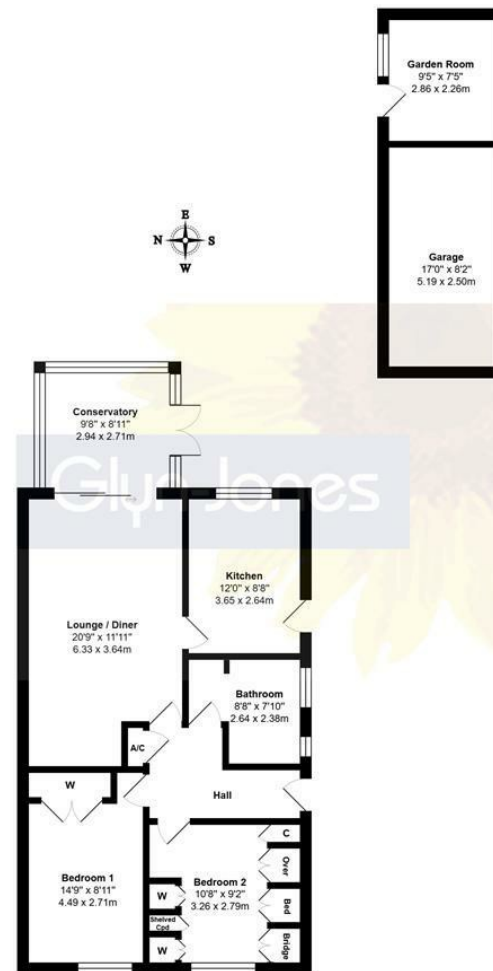 Garden Room
9'5" x 7'5"
2.86 x 2.26m
Garage
17'0" x 8'2"
5.19 x 2.50m
E
N
S
W
Conservatory
9'8" x 8'11"
2.94 x 2.71m
Glyn-Jones
Kitchen
12'0" x 8'8"
3.65 x 2.64m
Lounge / Diner
20'9" x 11'11"
6.33 x 3.64m
Bathroom
8'8" x 7'10"
2.64 x 2.38m
A/C
W
Hall
Bedroom 1
14'9" x 8'11"
4.49 x 2.71m
C
Over
Bedroom 2
10'8" x 9'2"
3.26 x 2.79m
W
Bed
Shelved
Cpd
W
Bridge